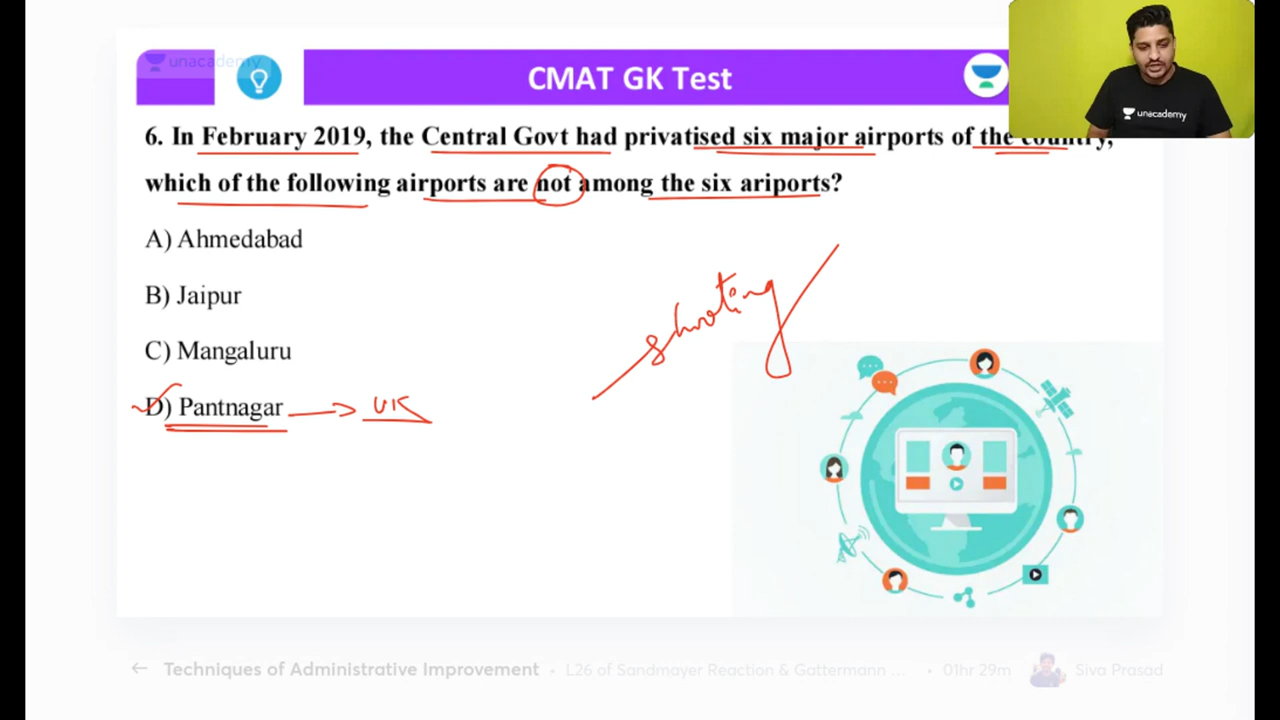 unacademy
CMAT GK Test
unacademy
6. In February 2019, the Central Govt had privatised six major airports of the country,
which of the following airports are not among the six ariports?
A) Ahmedabad
B) Jaipur
C) Mangaluru
D) Pantnagar → UK
shooting
← Techniques of Administrative Improvement • L26 of Sandmayer Reaction & Gattermann ... • 01hr 29m Siva Prasad